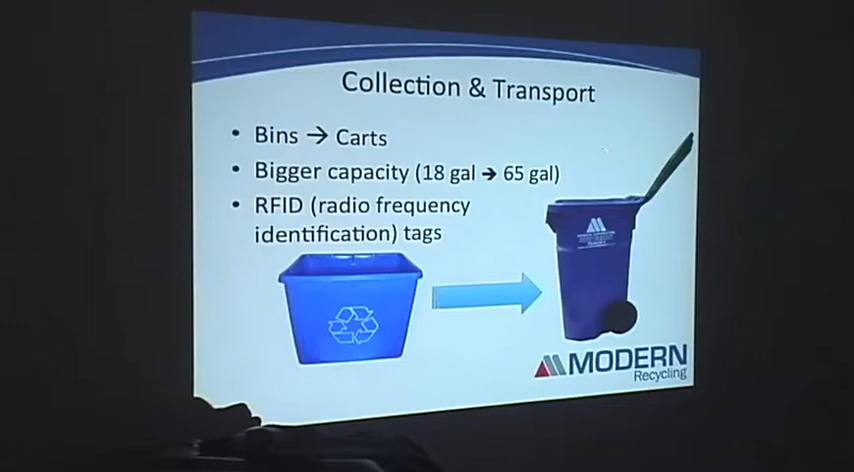 Collection & Transport
• Bins → Carts
• Bigger capacity (18 gal → 65 gal)
• RFID (radio frequency
identification) tags
MODERN
Recycling